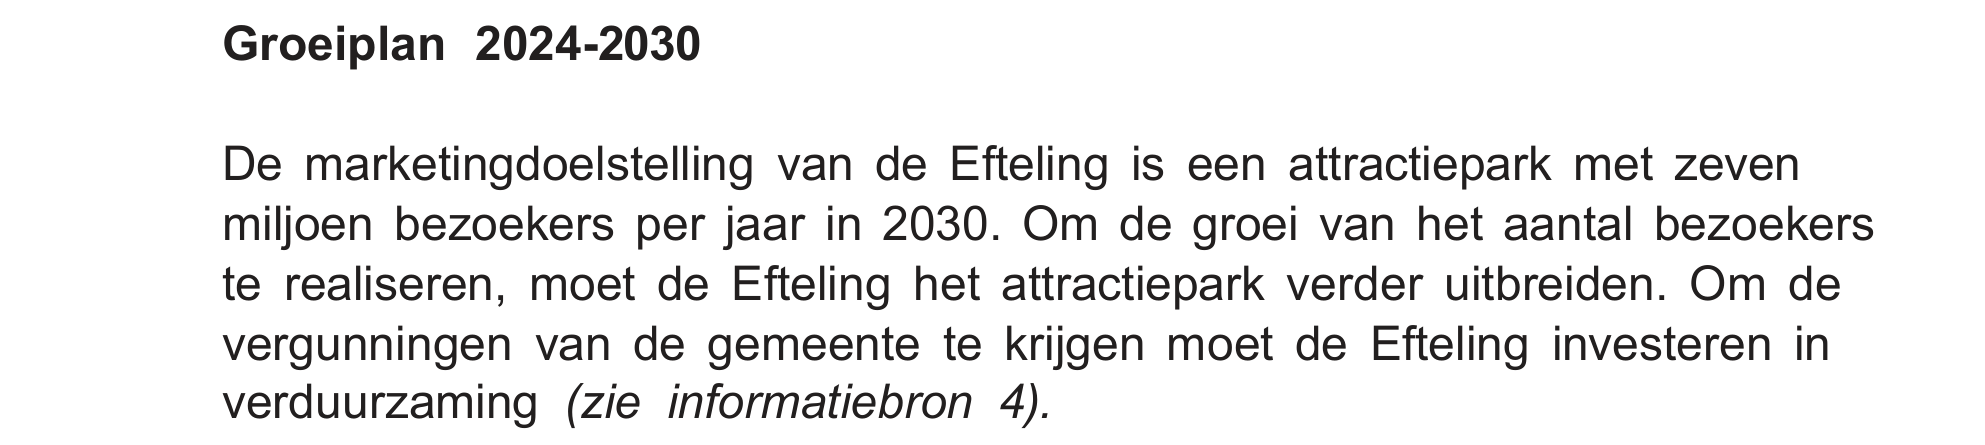 Groeiplan 2024-2030
De marketingdoelstelling van de Efteling is een attractiepark met zeven
miljoen bezoekers per jaar in 2030. Om de groei van het aantal bezoekers
te realiseren, moet de Efteling het attractiepark verder uitbreiden. Om de
vergunningen van de gemeente te krijgen moet de Efteling investeren in
verduurzaming (zie informatiebron 4).